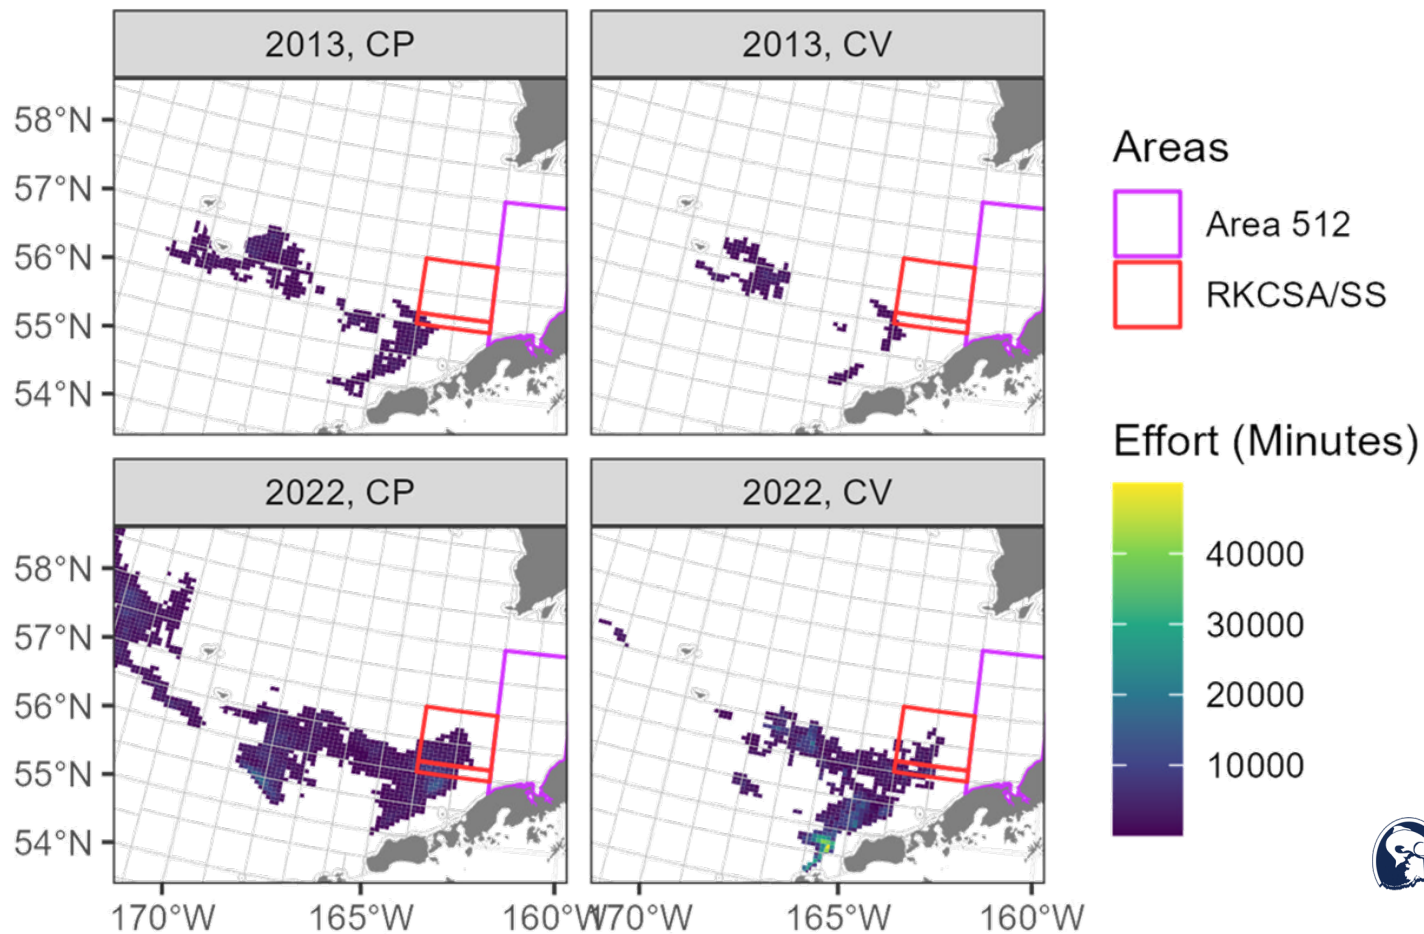 2013, CP
2013, CV
58°N
57°N
56°N
55°N
54°N
2022, CP
2022, CV
58°N
57°N
56°N
55°N
54°N
170°W
165°W
160°W
170°W
165°W
160°W
Areas
Area 512
RKCSA/SS
Effort (Minutes)
40000
30000
20000
10000